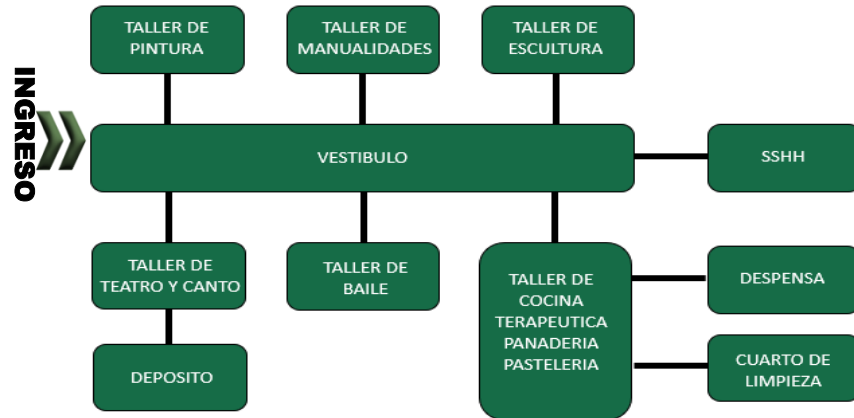 TALLER DE
PINTURA
TALLER DE
MANUALIDADES
TALLER DE
ESCULTURA
INGRESO
VESTIBULO
SSHH
TALLER DE
TEATRO Y CANTO
TALLER DE
BAILE
TALLER DE
COCINA
TERAPEUTICA
PANADERIA
PASTELERIA
DESPENSA
DEPOSITO
CUARTO DE
LIMPIEZA